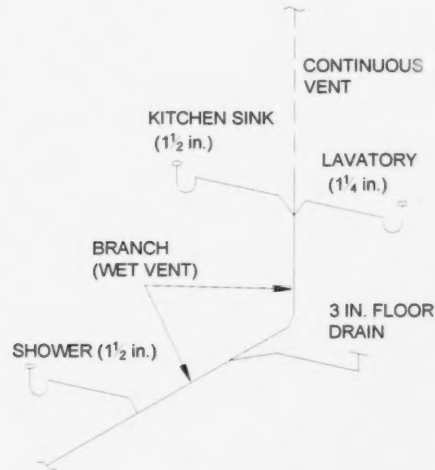 CONTINUOUS
VENT
KITCHEN SINK
(1½ in.)
LAVATORY
(1¼ in.)
BRANCH
(WET VENT)
3 IN. FLOOR
DRAIN
SHOWER (1½ in.)